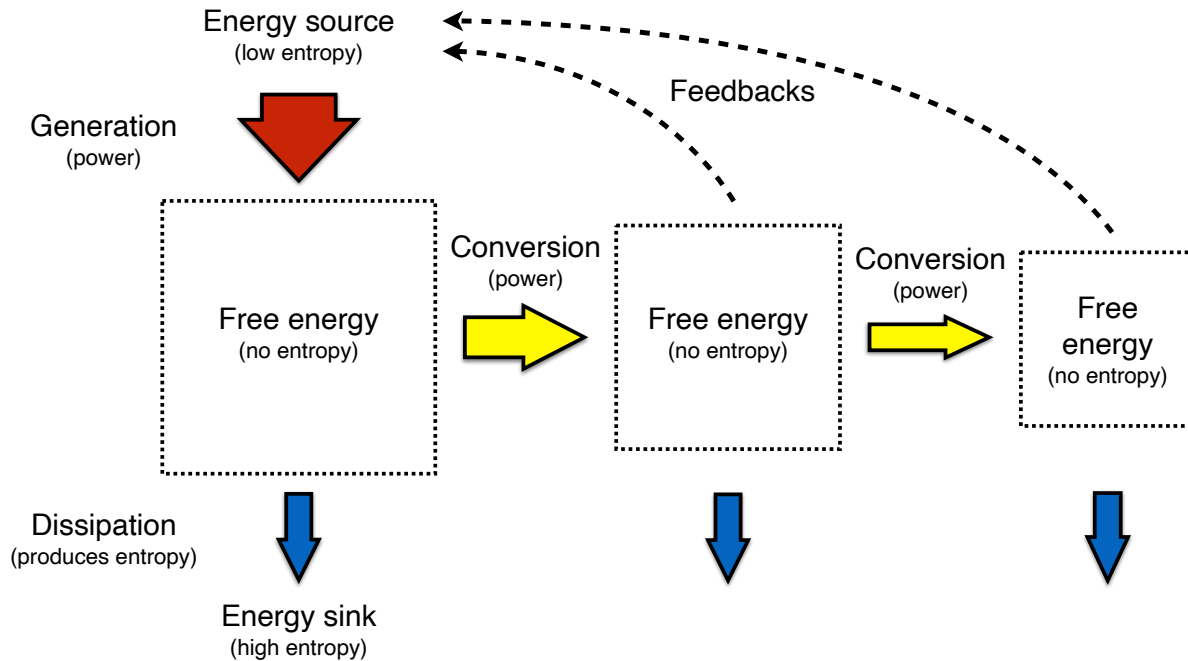 Energy source
(low entropy)
Feedbacks
Generation
(power)
Conversion
(power)
Conversion
(power)
Free energy
(no entropy)
Free energy
(no entropy)
Free
energy
(no entropy)
Dissipation
(produces entropy)
Energy sink
(high entropy)